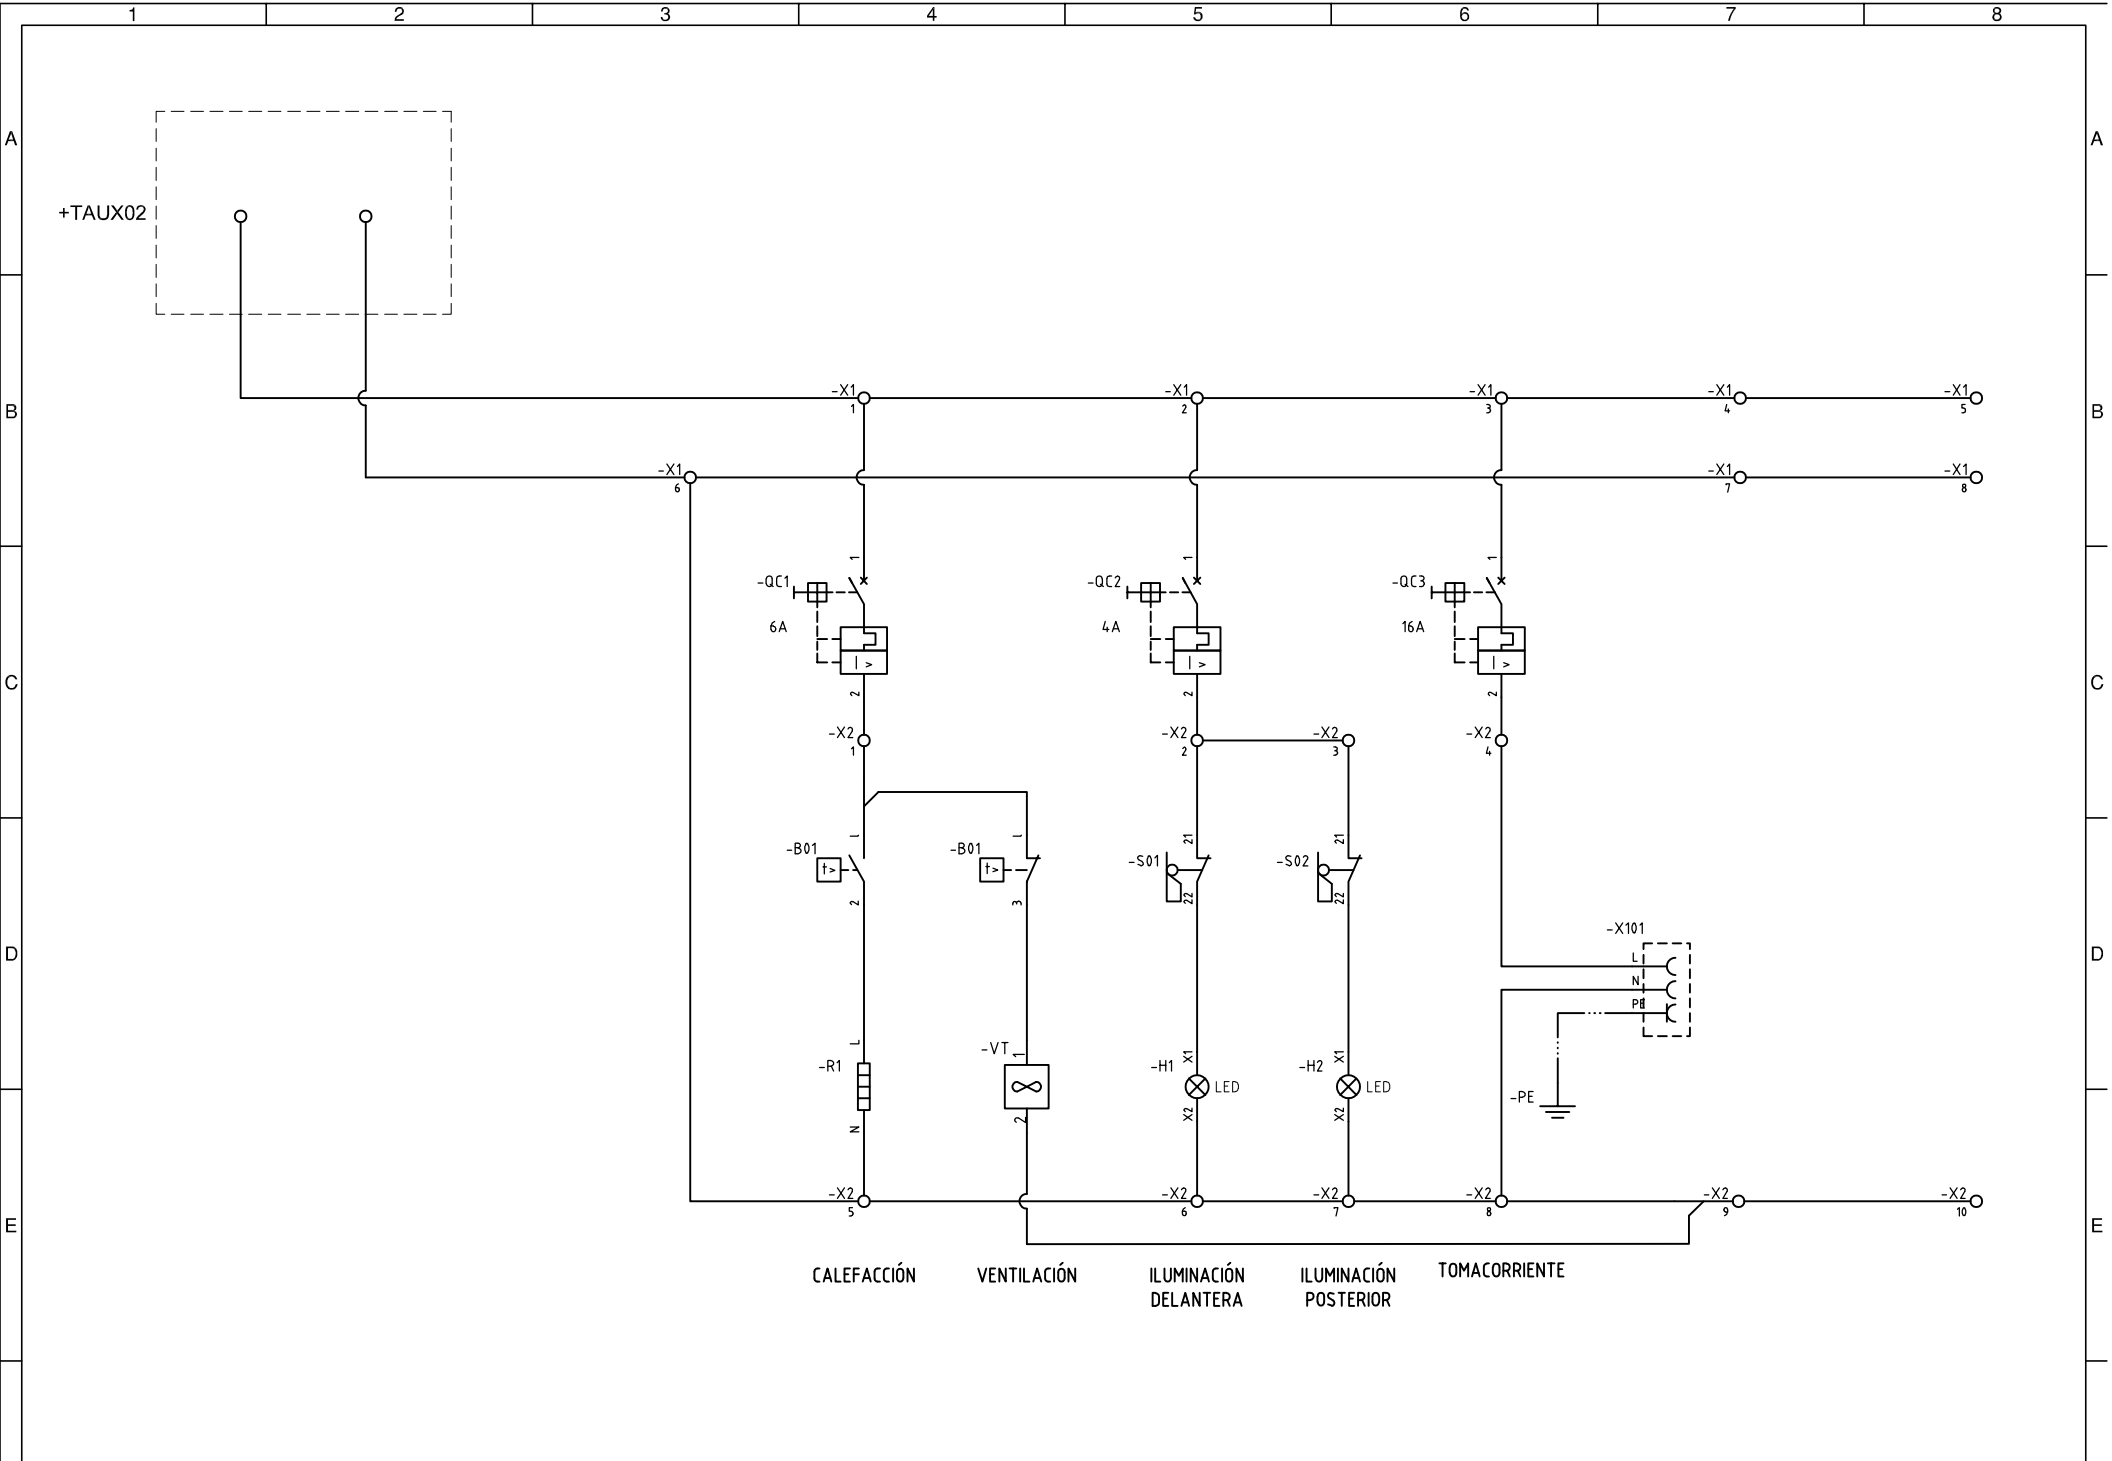 1 2 3 4 5 6 7 8
A A
+TAUX02
B B
-X1 -X1 -X1 -X1 -X1
1 2 3 4 5
-X1 -X1 -X1
6 7 8
1 1 1
-QC1 -QC2 -QC3
6A 4A 16A
I > I > I >
C C
2 2 2
-X2 -X2 -X2 -X2
1 2 3 4
l l 21 21
-B01 -B01 -S01 -S02
t> t>
2 3 22 22
-X101
D D
L
N
PE
L 1 X1 X1
-R1 -VT -H1 -H2
LED LED
-PE
N 2 X2 X2
-X2 -X2 -X2 -X2 -X2 -X2
5 6 7 8 9 10
E E
CALEFACCIÓN VENTILACIÓN ILUMINACIÓN ILUMINACIÓN TOMACORRIENTE
DELANTERA POSTERIOR